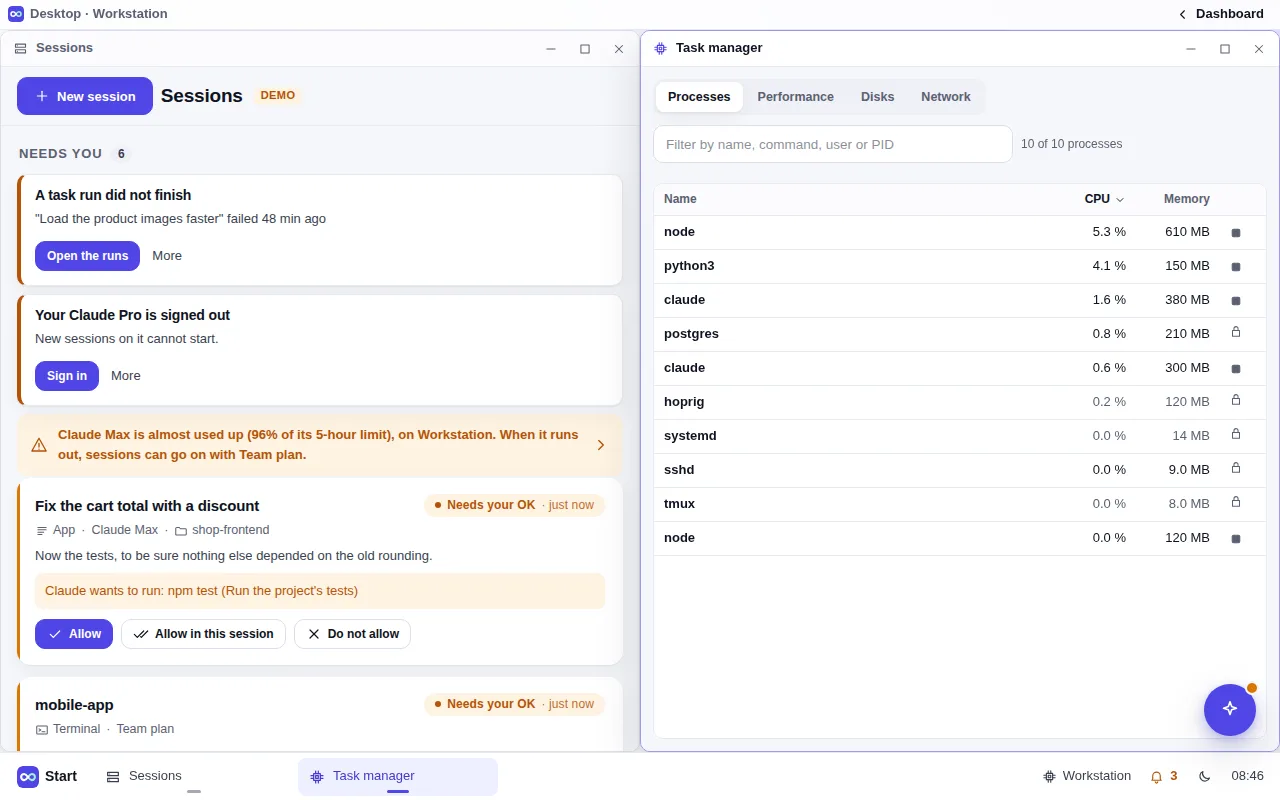 Desktop · Workstation
Dashboard
Sessions
New session
Sessions
DEMO
NEEDS YOU 6
A task run did not finish
"Load the product images faster" failed 48 min ago
Open the runs
More
Your Claude Pro is signed out
New sessions on it cannot start.
Sign in
More
Claude Max is almost used up (96% of its 5-hour limit), on Workstation. When it runs
out, sessions can go on with Team plan.
Fix the cart total with a discount
Needs your OK · just now
App · Claude Max · shop-frontend
Now the tests, to be sure nothing else depended on the old rounding.
Claude wants to run: npm test (Run the project's tests)
Allow
Allow in this session
Do not allow
mobile-app
Needs your OK · just now
Terminal · Team plan
Task manager
Processes
Performance
Disks
Network
Filter by name, command, user or PID
10 of 10 processes
Name CPU Memory
node 5.3 % 610 MB
python3 4.1 % 150 MB
claude 1.6 % 380 MB
postgres 0.8 % 210 MB
claude 0.6 % 300 MB
hoprig 0.2 % 120 MB
systemd 0.0 % 14 MB
sshd 0.0 % 9.0 MB
tmux 0.0 % 8.0 MB
node 0.0 % 120 MB
Start
Sessions
Task manager
Workstation
3
08:46